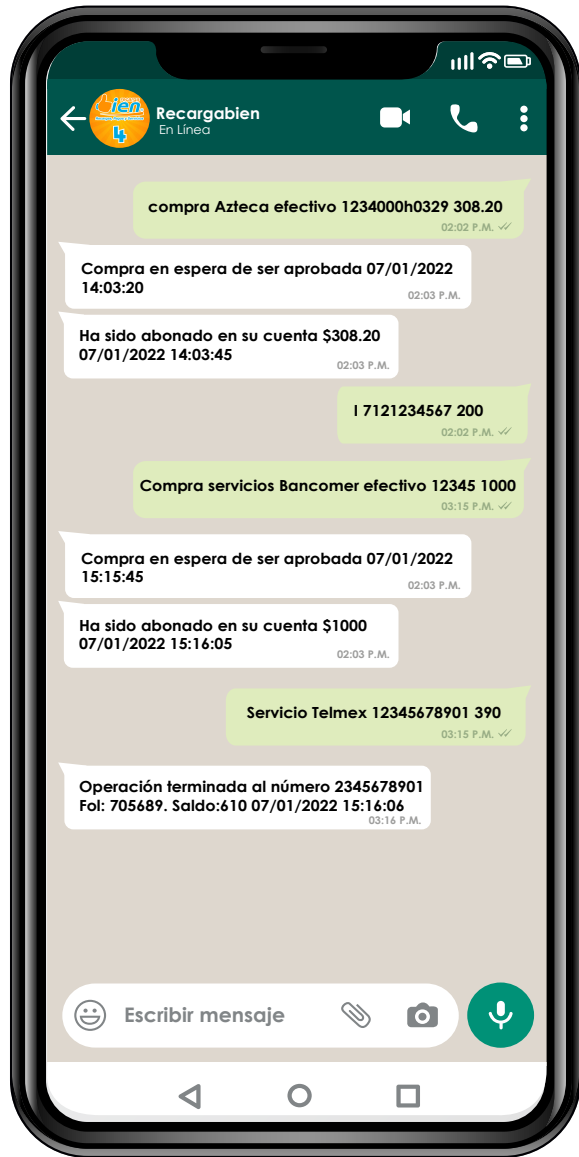 ien
4
Recargabien
En Línea
compra Azteca efectivo 1234000h0329 308.20
02:02 P.M.
Compra en espera de ser aprobada 07/01/2022
14:03:20
02:03 P.M.
Ha sido abonado en su cuenta $308.20
07/01/2022 14:03:45
02:03 P.M.
I 7121234567 200
02:02 P.M.
Compra servicios Bancomer efectivo 12345 1000
03:15 P.M.
Compra en espera de ser aprobada 07/01/2022
15:15:45
02:03 P.M.
Ha sido abonado en su cuenta $1000
07/01/2022 15:16:05
02:03 P.M.
Servicio Telmex 12345678901 390
03:15 P.M.
Operación terminada al número 2345678901
Fol: 705689. Saldo:610 07/01/2022 15:16:06
03:16 P.M.
Escribir mensaje